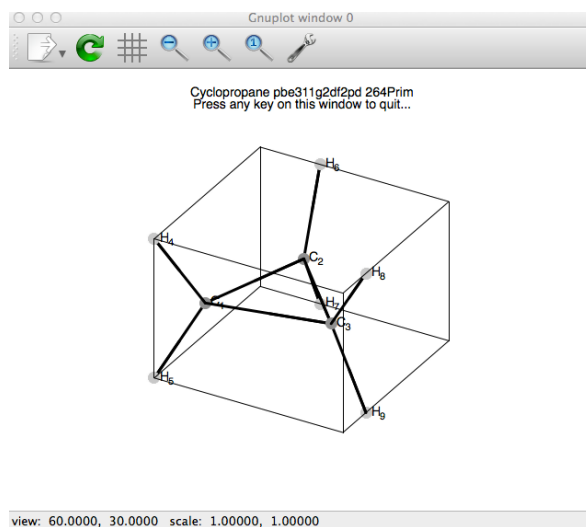 Gnuplot window 0
1
Cyclopropane pbe311g2df2pd 264Prim
Press any key on this window to quit...
H6
H4
C2
H8
H7
C3
H5
H9
view: 60.0000, 30.0000 scale: 1.00000, 1.00000